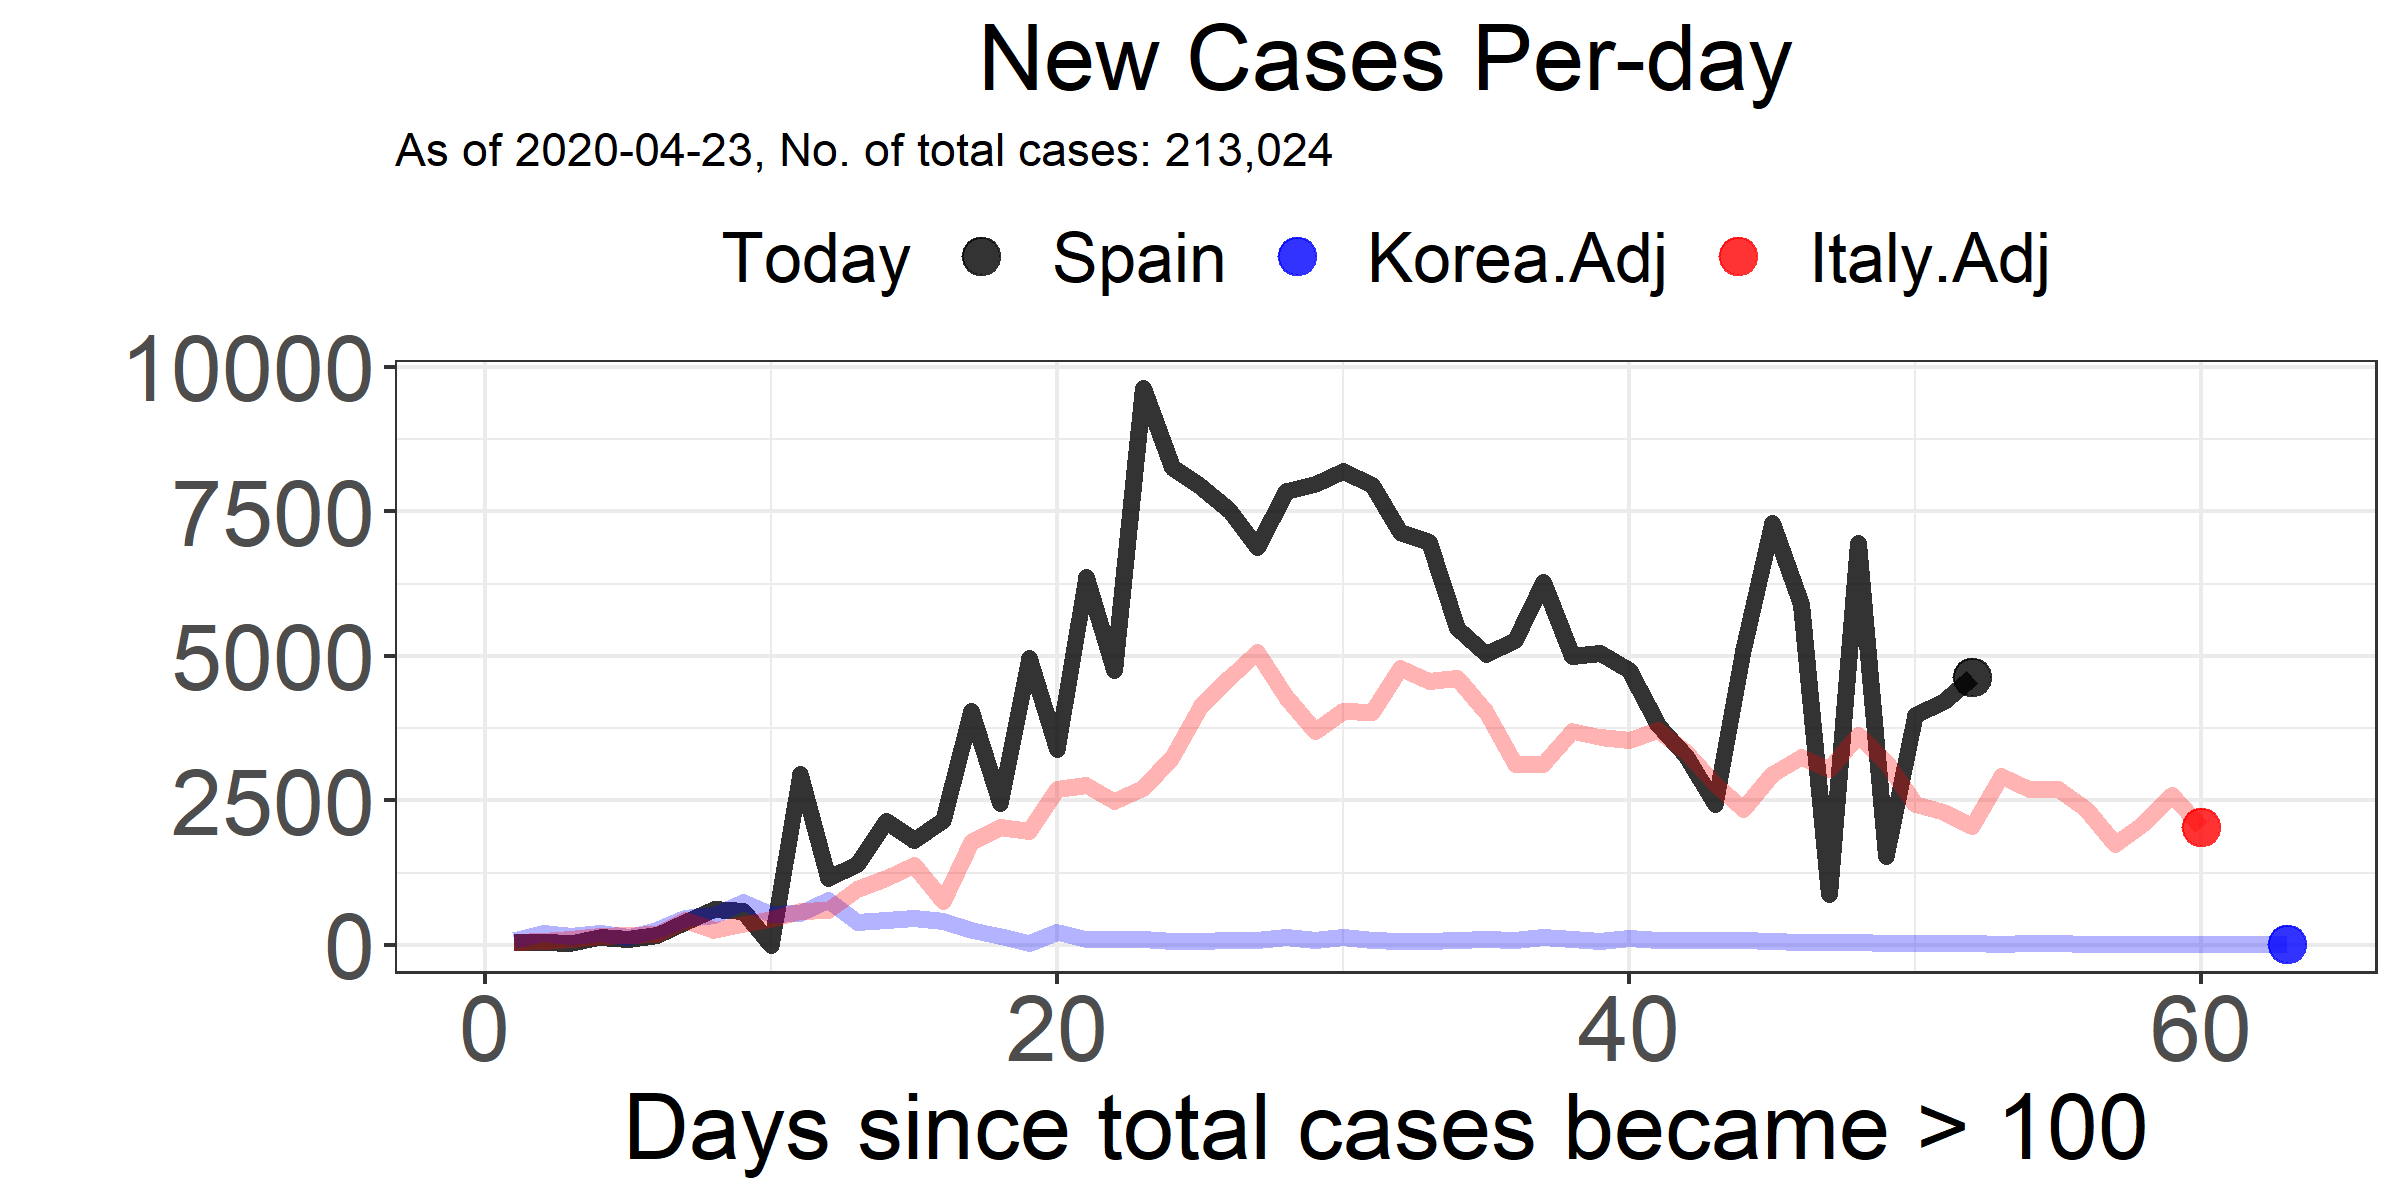 New Cases Per-day
As of 2020-04-23, No. of total cases: 213,024
Today Spain Korea.Adj Italy.Adj
10000
7500
5000
2500
0
0 20 40 60
Days since total cases became > 100